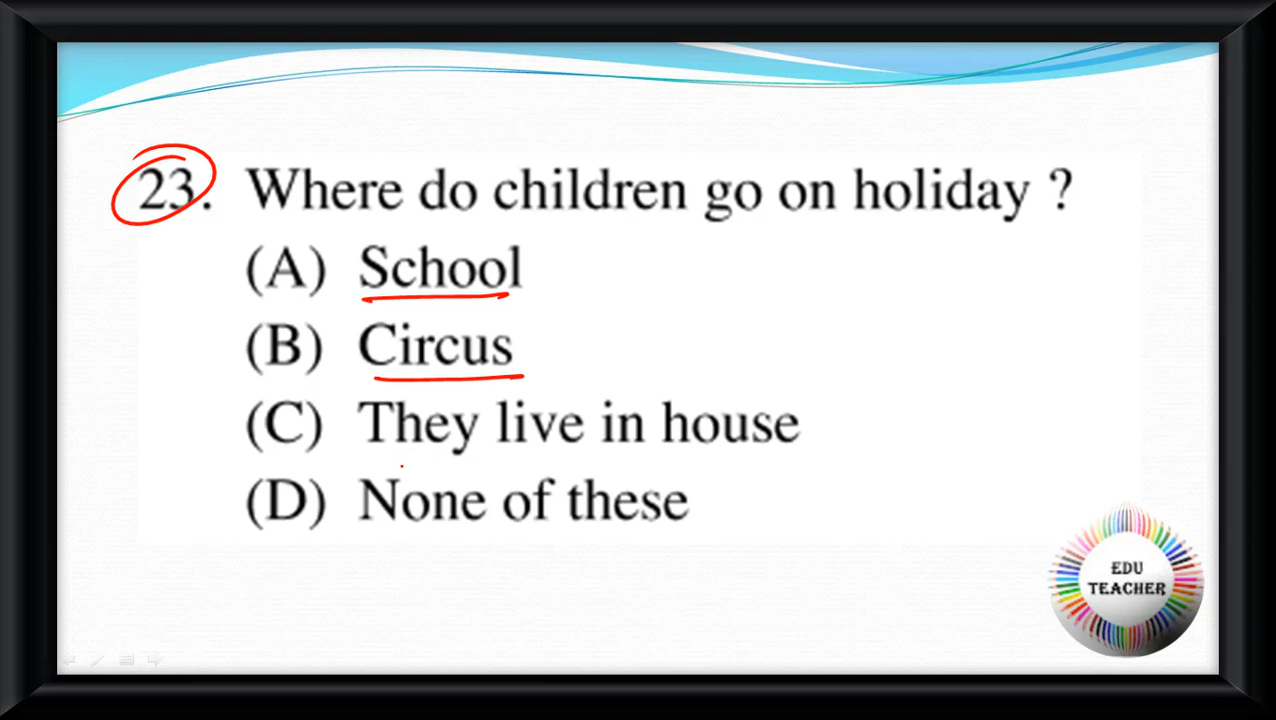 23. Where do children go on holiday ?
(A) School
(B) Circus
(C) They live in house
(D) None of these
EDU
TEACHER